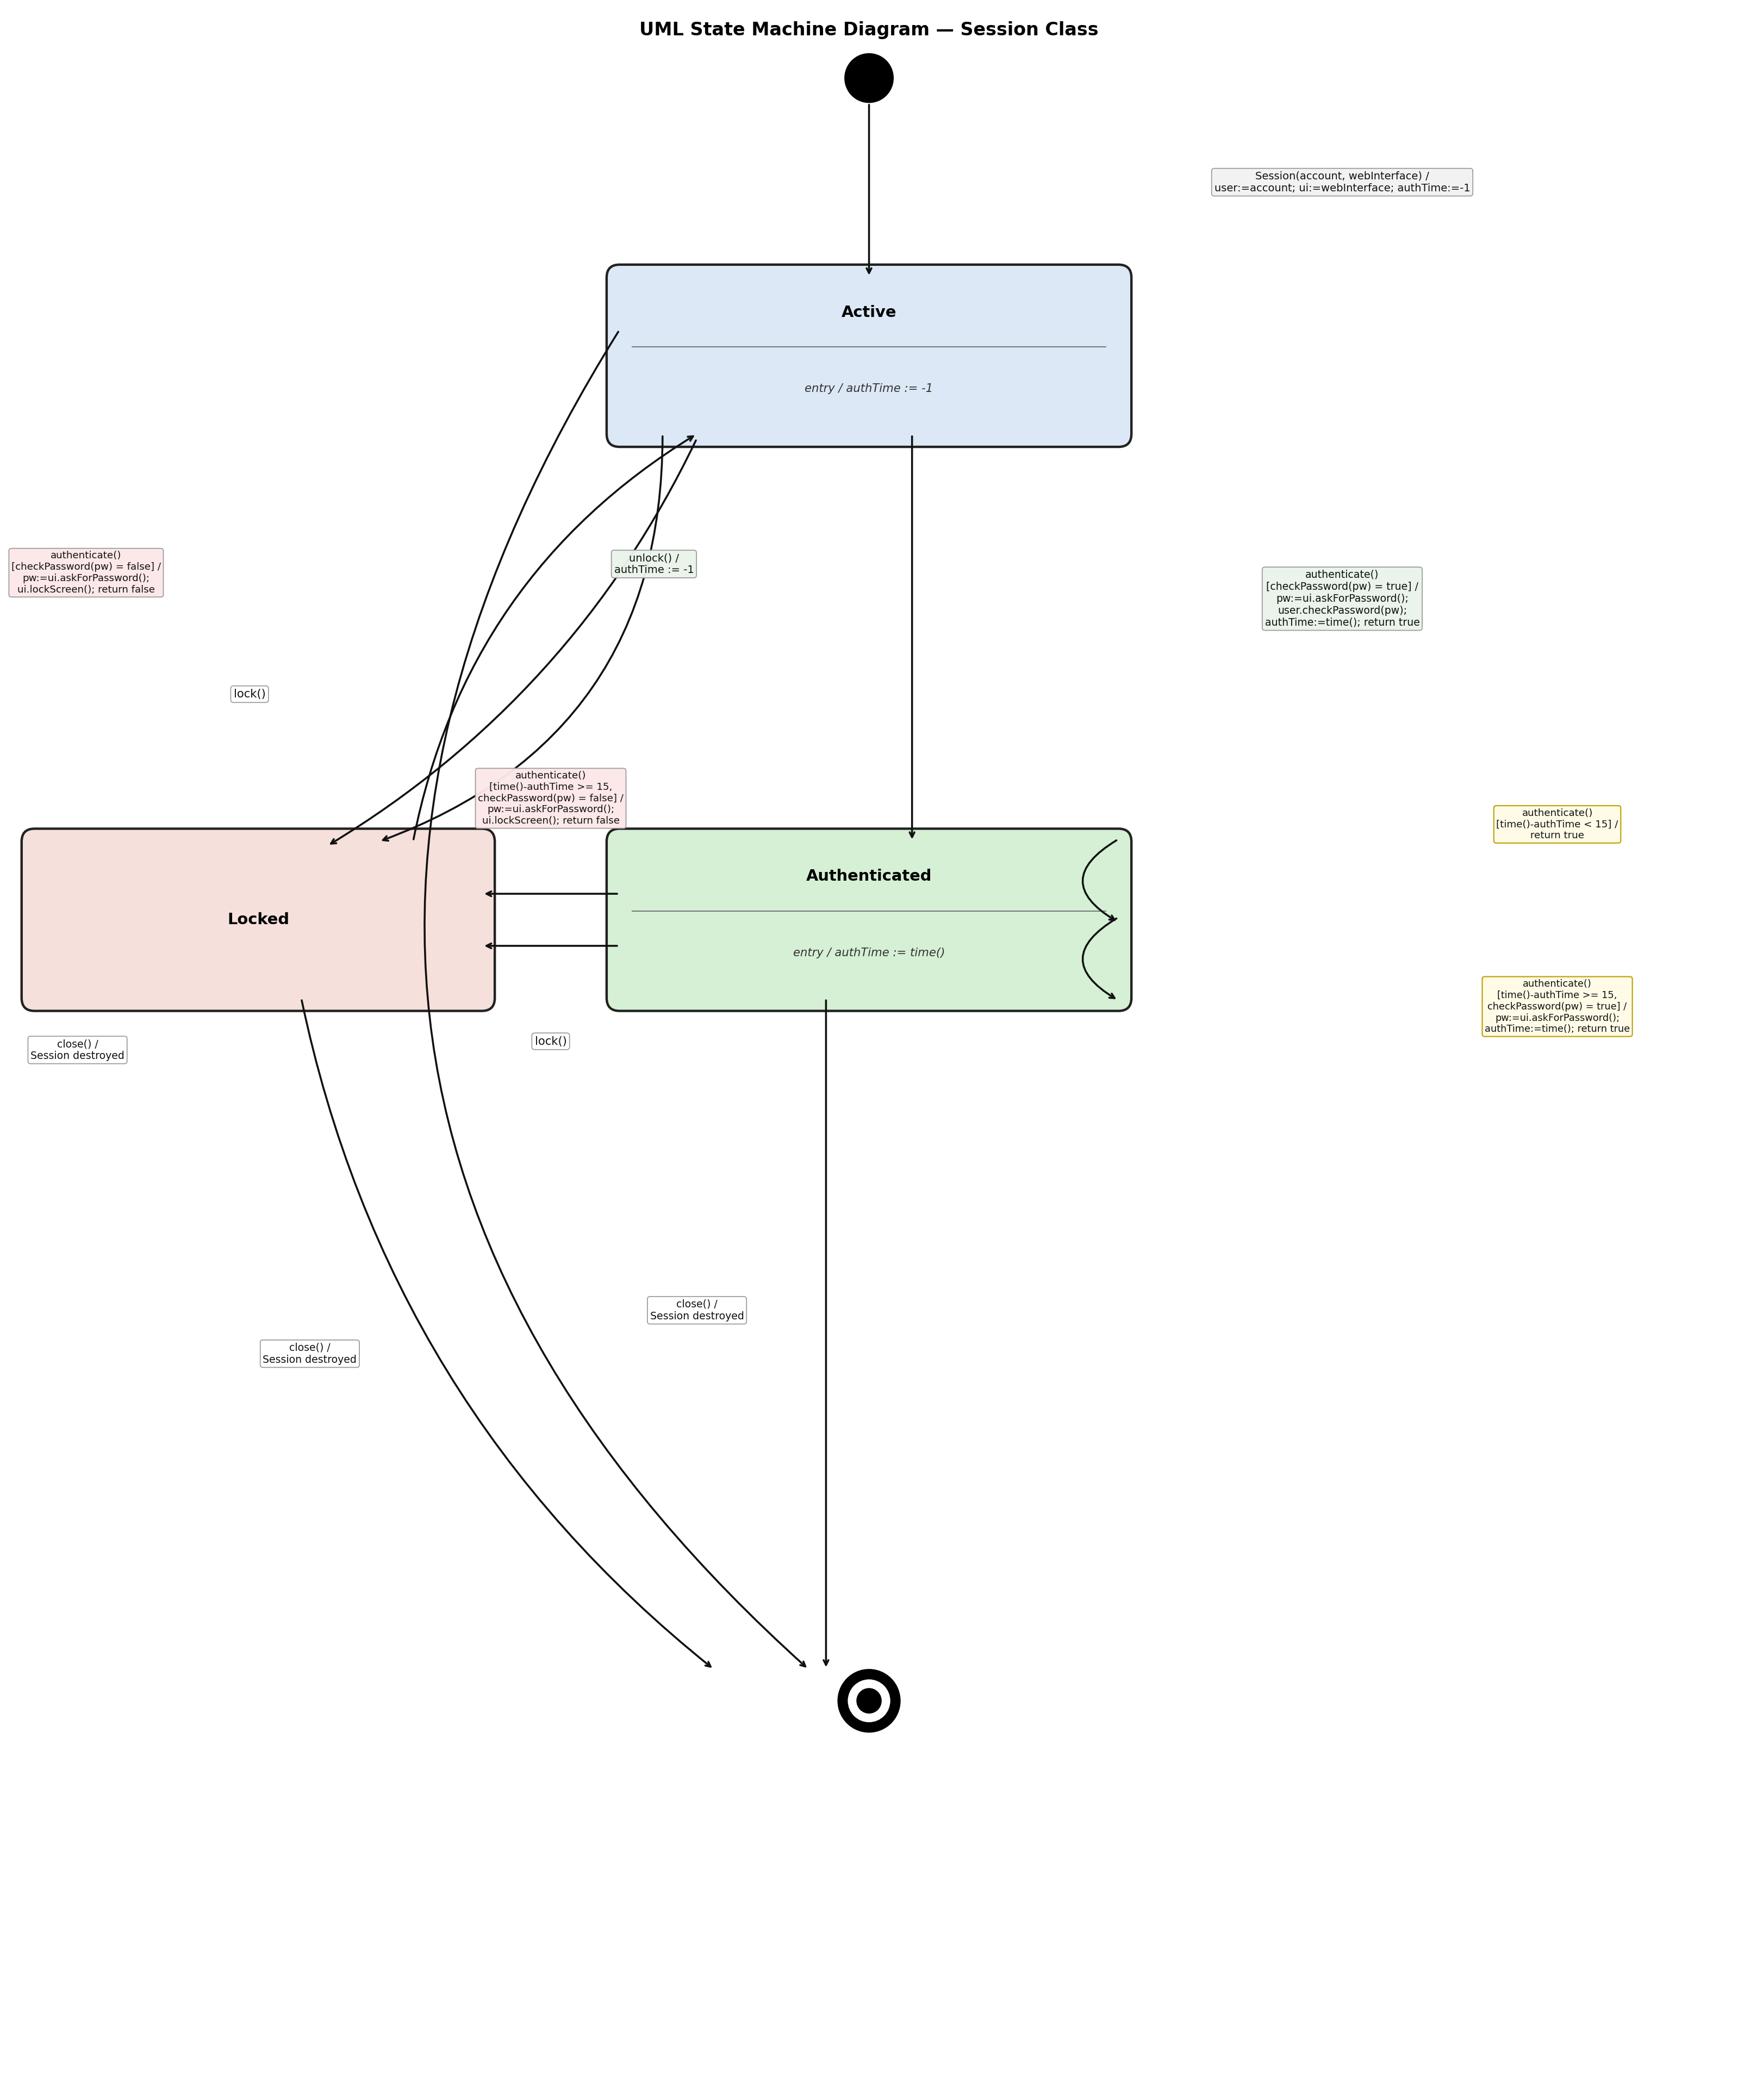 UML State Machine Diagram — Session Class
Session(account, webInterface) /
user:=account; ui:=webInterface; authTime:=-1
Active
entry / authTime := -1
authenticate()
[checkPassword(pw) = false] /
pw:=ui.askForPassword();
ui.lockScreen(); return false
unlock() /
authTime := -1
authenticate()
[checkPassword(pw) = true] /
pw:=ui.askForPassword();
user.checkPassword(pw);
authTime:=time(); return true
lock()
authenticate()
[time()-authTime >= 15,
checkPassword(pw) = false] /
pw:=ui.askForPassword();
ui.lockScreen(); return false
authenticate()
[time()-authTime < 15] /
return true
Locked
Authenticated
entry / authTime := time()
authenticate()
[time()-authTime >= 15,
checkPassword(pw) = true] /
pw:=ui.askForPassword();
authTime:=time(); return true
close() /
Session destroyed
lock()
close() /
Session destroyed
close() /
Session destroyed